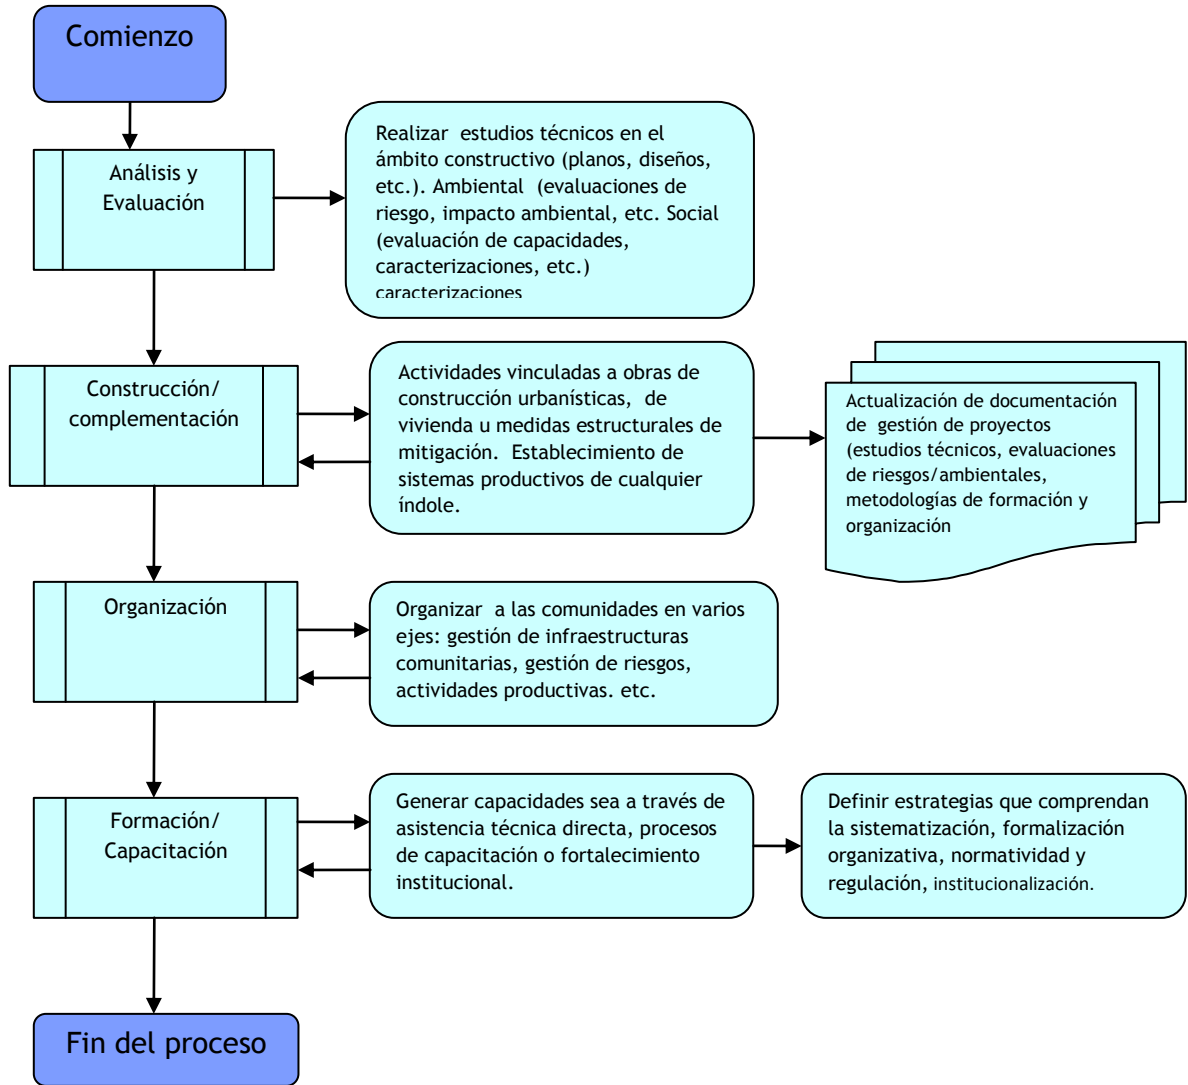 Comienzo
Análisis y
Evaluación
Realizar estudios técnicos en el
ámbito constructivo (planos, diseños,
etc.). Ambiental (evaluaciones de
riesgo, impacto ambiental, etc. Social
(evaluación de capacidades,
caracterizaciones, etc.)
caracterizaciones
Construcción/
complementación
Actividades vinculadas a obras de
construcción urbanísticas, de
vivienda u medidas estructurales de
mitigación. Establecimiento de
sistemas productivos de cualquier
índole.
Actualización de documentación
de gestión de proyectos
(estudios técnicos, evaluaciones
de riesgos/ambientales,
metodologías de formación y
organización
Organización
Organizar a las comunidades en varios
ejes: gestión de infraestructuras
comunitarias, gestión de riesgos,
actividades productivas. etc.
Formación/
Capacitación
Generar capacidades sea a través de
asistencia técnica directa, procesos
de capacitación o fortalecimiento
institucional.
Definir estrategias que comprendan
la sistematización, formalización
organizativa, normatividad y
regulación, institucionalización.
Fin del proceso